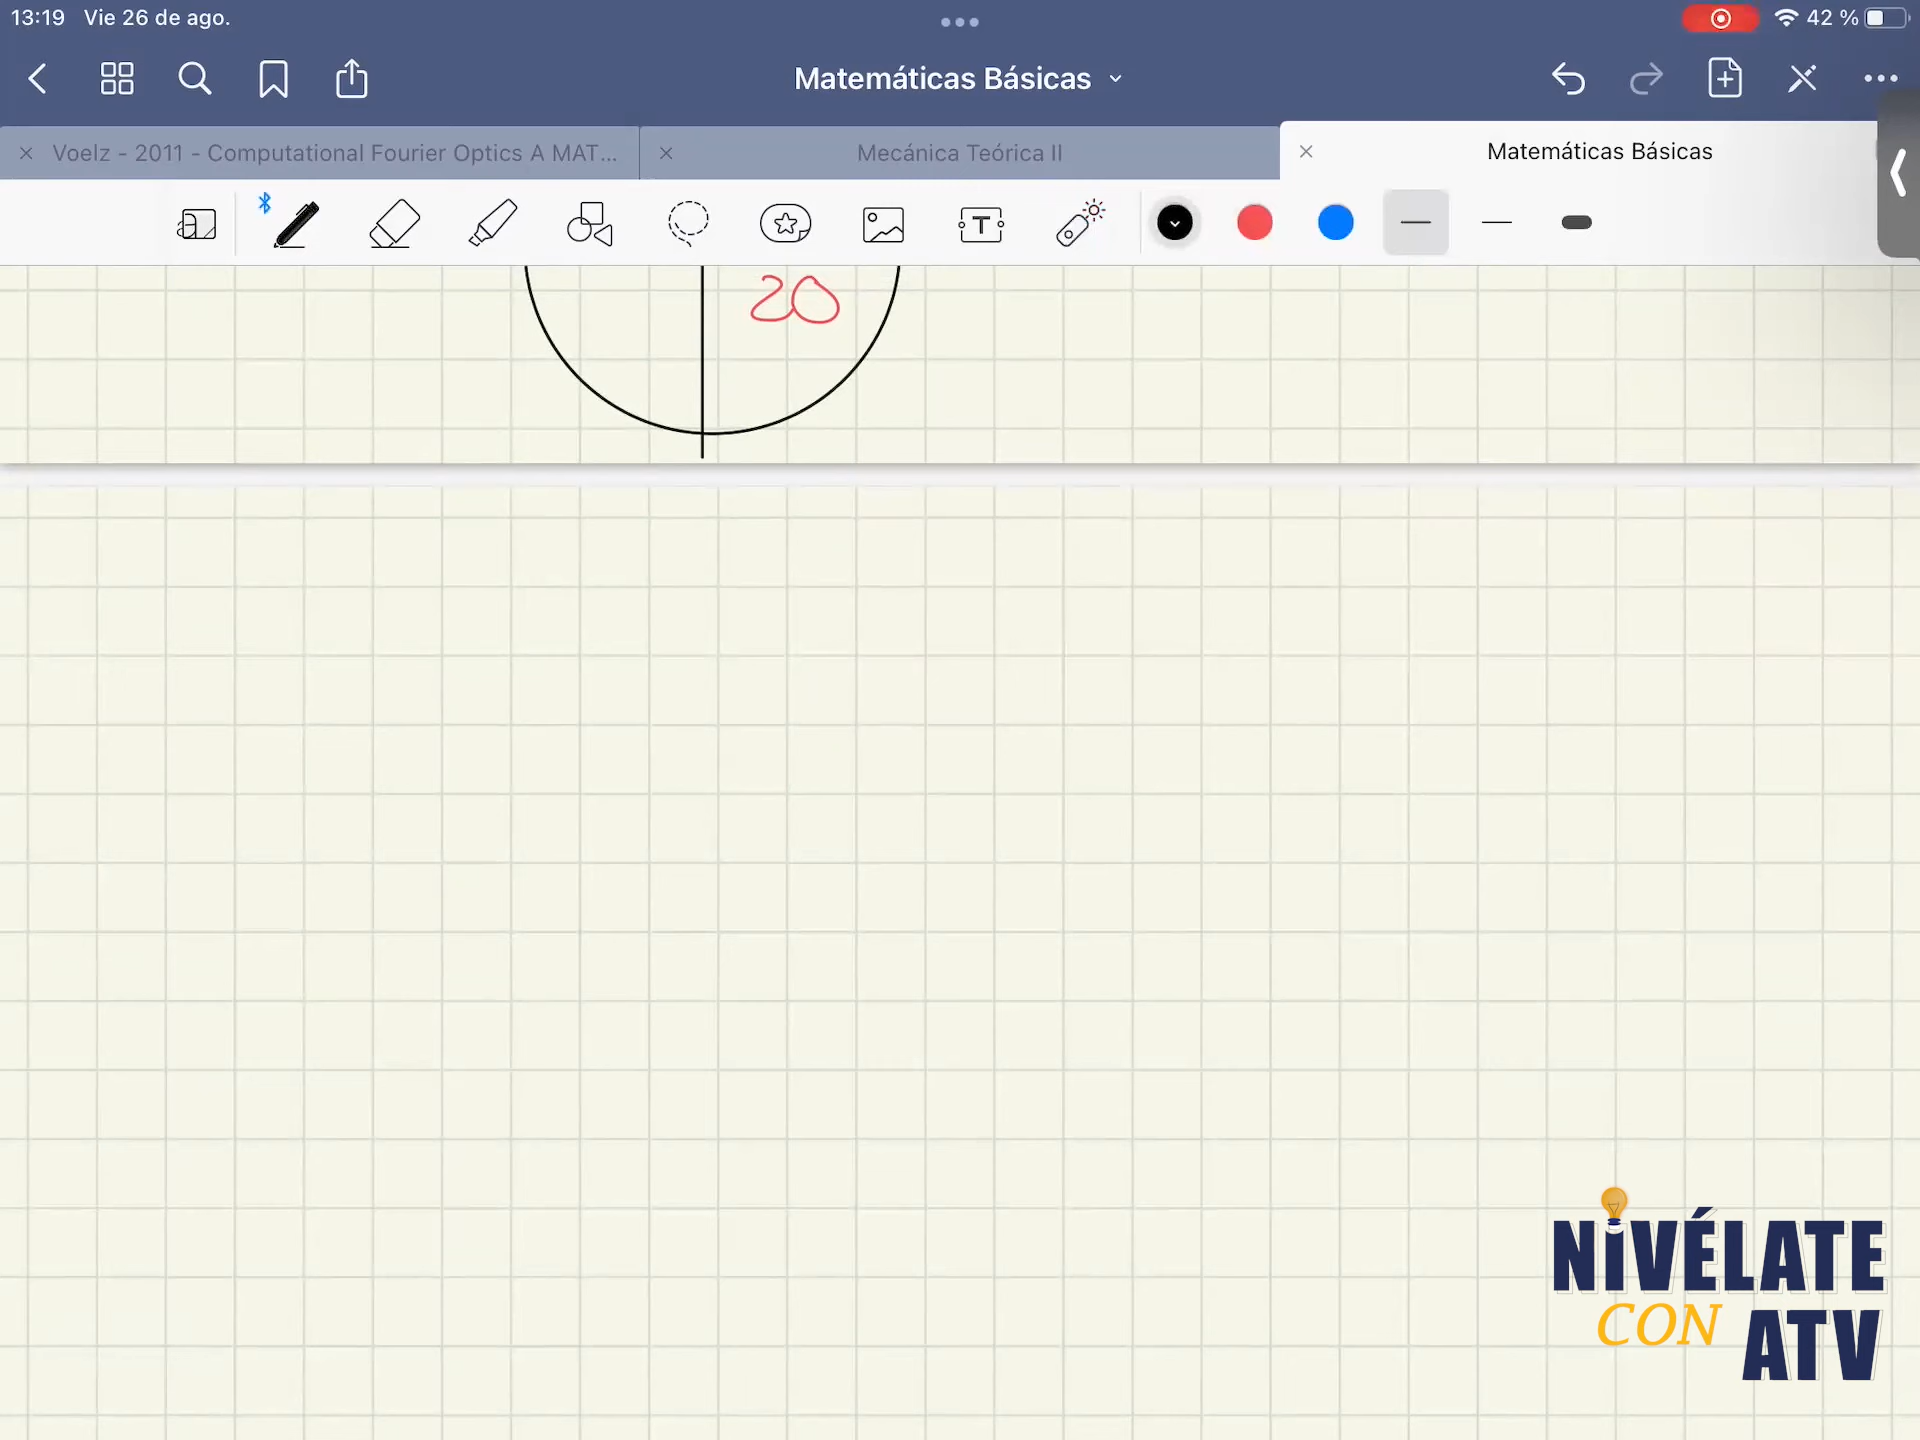 13:19 Vie 26 de ago.
42 %
Matemáticas Básicas
Voelz - 2011 - Computational Fourier Optics A MAT...
Mecánica Teórica II
Matemáticas Básicas
a
T
20
NIVÉLATE
CON
ATV